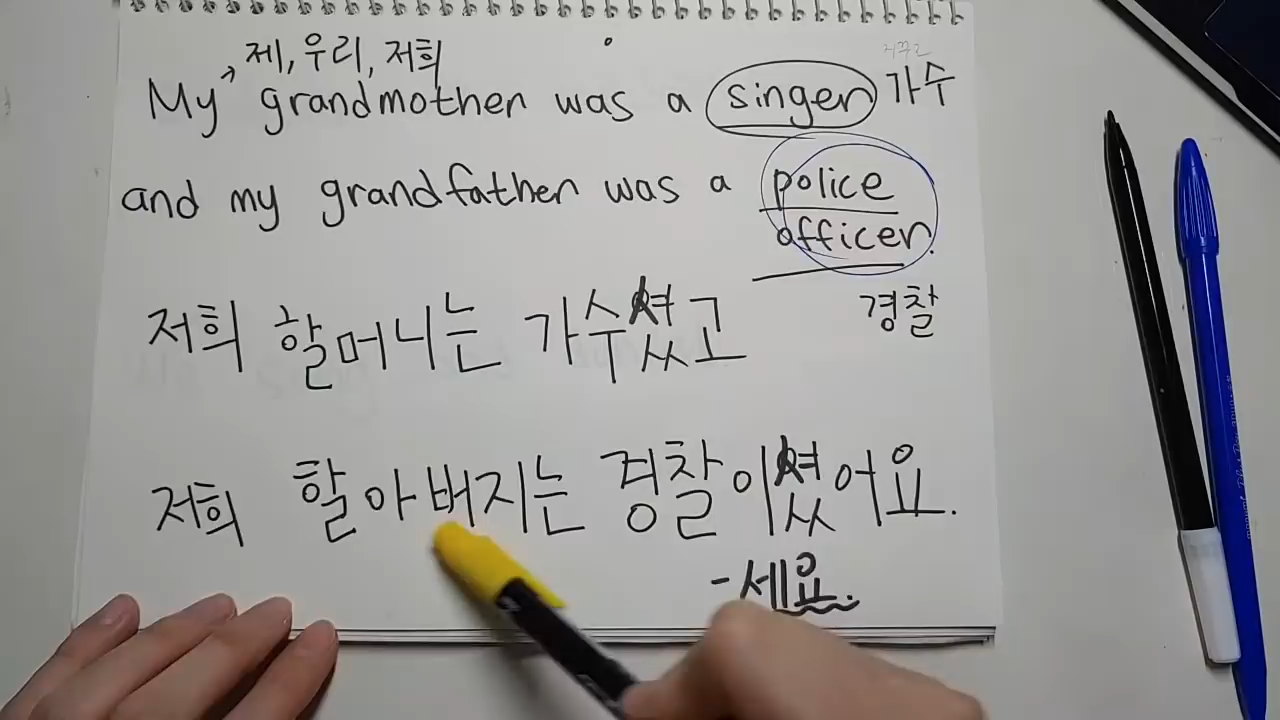 제, 우리, 저희
My → grandmother was a singer 가수
and my grandfather was a police
officer.
경찰
저희 할머니는 가수셨고
저희 할아버지는 경찰이셨어요.
-세요.